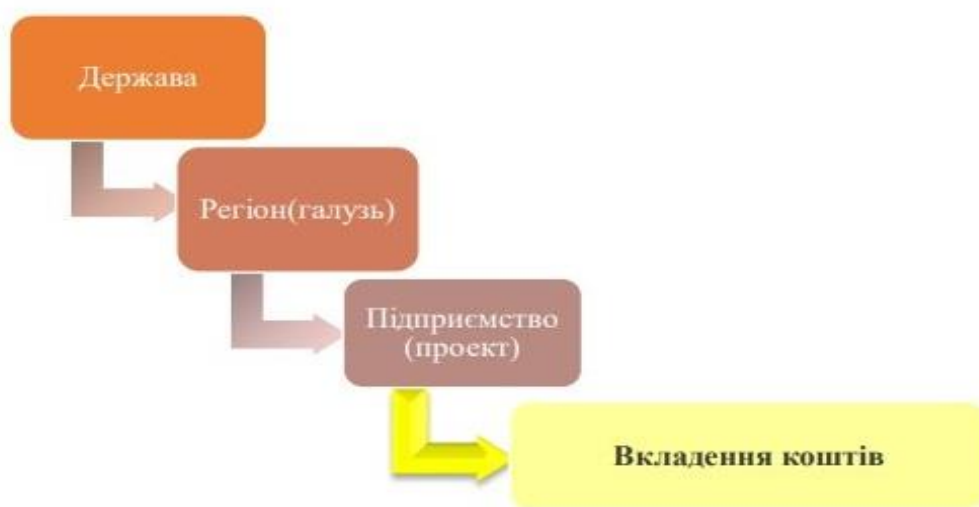 Держава
Регіон(галузь)
Підприємство
(проект)
Вкладення коштів